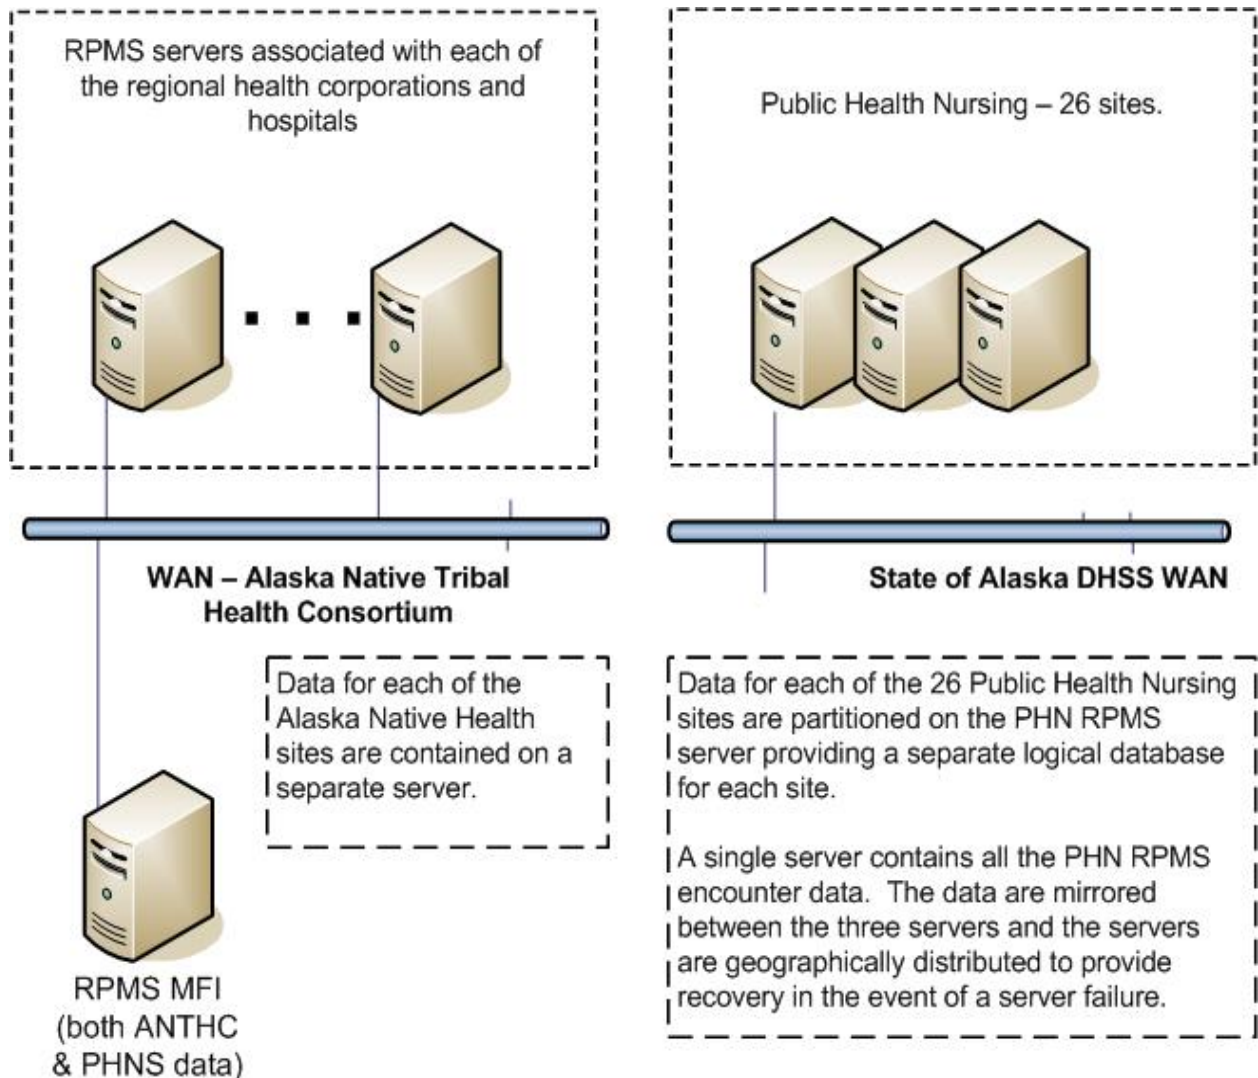 RPMS servers associated with each of
the regional health corporations and
hospitals
Public Health Nursing – 26 sites.
WAN – Alaska Native Tribal
Health Consortium
State of Alaska DHSS WAN
Data for each of the
Alaska Native Health
sites are contained on a
separate server.
Data for each of the 26 Public Health Nursing
sites are partitioned on the PHN RPMS
server providing a separate logical database
for each site.
A single server contains all the PHN RPMS
encounter data.  The data are mirrored
between the three servers and the servers
are geographically distributed to provide
recovery in the event of a server failure.
RPMS MFI
(both ANTHC
& PHNS data)